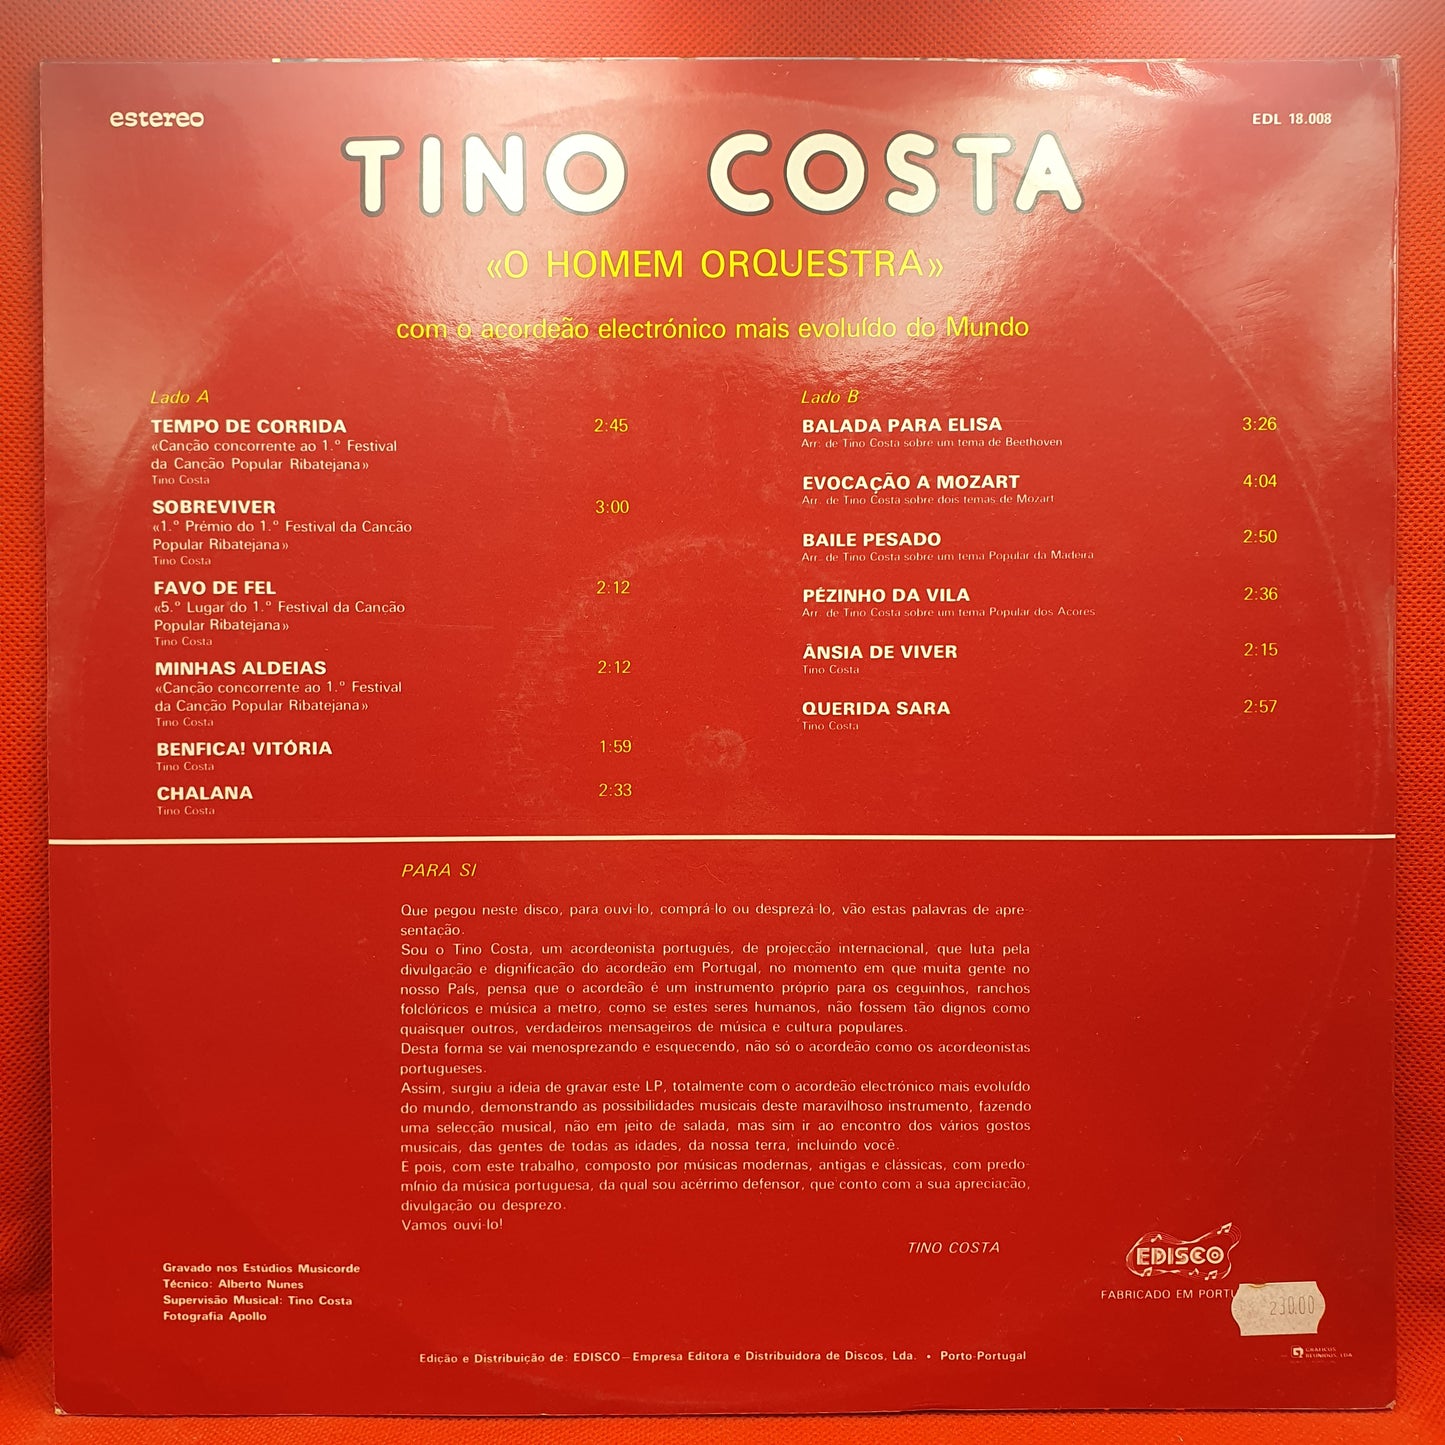 estereo
EDL 18.008
TINO COSTA
«O HOMEM ORQUESTRA»
com o acordeão electrónico mais evoluído do Mundo
Lado A
TEMPO DE CORRIDA 2:45
«Canção concorrente ao 1.º Festival
da Canção Popular Ribatejana»
Tino Costa
SOBREVIVER 3:00
«1.º Prémio do 1.º Festival da Canção
Popular Ribatejana»
Tino Costa
FAVO DE FEL 2:12
«5.º Lugar do 1.º Festival da Canção
Popular Ribatejana»
Tino Costa
MINHAS ALDEIAS 2:12
«Canção concorrente ao 1.º Festival
da Canção Popular Ribatejana»
Tino Costa
BENFICA! VITÓRIA 1:59
Tino Costa
CHALANA 2:33
Tino Costa
Lado B
BALADA PARA ELISA 3:26
Arr: de Tino Costa sobre um tema de Beethoven
EVOCAÇÃO A MOZART 4:04
Arr. de Tino Costa sobre dois temas de Mozart
BAILE PESADO 2:50
Arr. de Tino Costa sobre um tema Popular da Madeira
PÉZINHO DA VILA 2:36
Arr. de Tino Costa sobre um tema Popular dos Açores
ÂNSIA DE VIVER 2:15
Tino Costa
QUERIDA SARA 2:57
Tino Costa
PARA SI
Que pegou neste disco, para ouvi-lo, comprá-lo ou desprezá-lo, vão estas palavras de apre-
sentação.
Sou o Tino Costa, um acordeonista português, de projecção internacional, que luta pela
divulgação e dignificação do acordeão em Portugal, no momento em que muita gente no
nosso País, pensa que o acordeão é um instrumento próprio para os ceguinhos, ranchos
folclóricos e música a metro, como se estes seres humanos, não fossem tão dignos como
quaisquer outros, verdadeiros mensageiros de música e cultura populares.
Desta forma se vai menosprezando e esquecendo, não só o acordeão como os acordeonistas
portugueses.
Assim, surgiu a ideia de gravar este LP, totalmente com o acordeão electrónico mais evoluído
do mundo, demonstrando as possibilidades musicais deste maravilhoso instrumento, fazendo
uma selecção musical, não em jeito de salada, mas sim ir ao encontro dos vários gostos
musicais, das gentes de todas as idades, da nossa terra, incluindo você.
E pois, com este trabalho, composto por músicas modernas, antigas e clássicas, com predo-
mínio da música portuguesa, da qual sou acérrimo defensor, que conto com a sua apreciação,
divulgação ou desprezo.
Vamos ouvi-lo!
TINO COSTA
Gravado nos Estúdios Musicorde
Técnico: Alberto Nunes
Supervisão Musical: Tino Costa
Fotografia Apollo
EDISCO
FABRICADO EM PORTU
230.00
Edição e Distribuição de: EDISCO—Empresa Editora e Distribuidora de Discos, Lda. • Porto-Portugal
GRÁFICOS
REUNIDOS, LDA